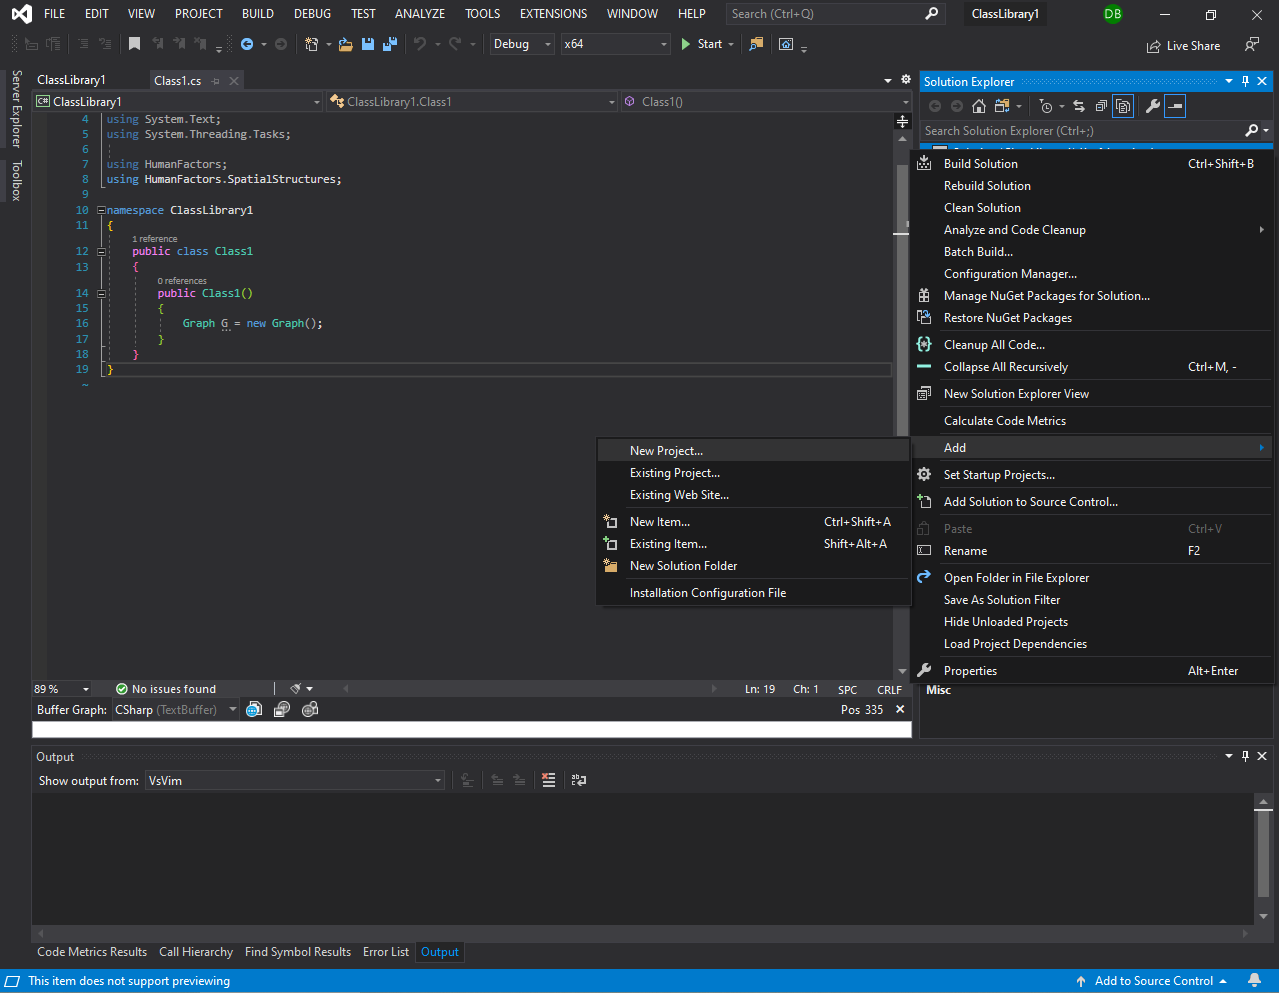 FILE EDIT VIEW PROJECT BUILD DEBUG TEST ANALYZE TOOLS EXTENSIONS WINDOW HELP Search (Ctrl+Q) ClassLibrary1 DB
Debug x64 Start Live Share
Server Explorer
Toolbox
ClassLibrary1 Class1.cs
C# ClassLibrary1 ClassLibrary1.Class1 Class1()
4 using System.Text;
5 using System.Threading.Tasks;
6
7 using HumanFactors;
8 using HumanFactors.SpatialStructures;
9
10 namespace ClassLibrary1
11 {
1 reference
12 public class Class1
13 {
0 references
14 public Class1()
15 {
16 Graph G = new Graph();
17 }
18 }
19 }
~
89 % No issues found Ln: 19 Ch: 1 SPC CRLF
Buffer Graph: CSharp (TextBuffer) Pos 335
Solution Explorer
Search Solution Explorer (Ctrl+;)
Build Solution Ctrl+Shift+B
Rebuild Solution
Clean Solution
Analyze and Code Cleanup
Batch Build...
Configuration Manager...
Manage NuGet Packages for Solution...
Restore NuGet Packages
Cleanup All Code...
Collapse All Recursively Ctrl+M, -
New Solution Explorer View
Calculate Code Metrics
Add
Set Startup Projects...
Add Solution to Source Control...
Paste Ctrl+V
Rename F2
Open Folder in File Explorer
Save As Solution Filter
Hide Unloaded Projects
Load Project Dependencies
Properties Alt+Enter
Misc
New Project...
Existing Project...
Existing Web Site...
New Item... Ctrl+Shift+A
Existing Item... Shift+Alt+A
New Solution Folder
Installation Configuration File
Output
Show output from: VsVim
Code Metrics Results Call Hierarchy Find Symbol Results Error List Output
This item does not support previewing Add to Source Control